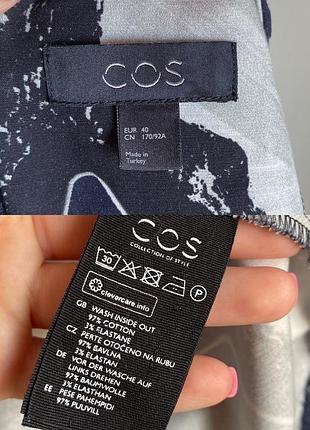 COS
EUR 40
CN 170/92A
Made in
Turkey
COS
COLLECTION OF STYLE
30 P
clevercare.info
GB WASH INSIDE OUT
97% COTTON
3% ELASTANE
CZ PERTE OTOČENO NA RUBU
97% BAVLNA
3% ELASTAN
DE VOR DER WÄSCHE AUF
LINKS DREHEN
97% BAUMWOLLE
3% ELASTHAN
EE PESE PAHEMPIDI
97% PUUVILL